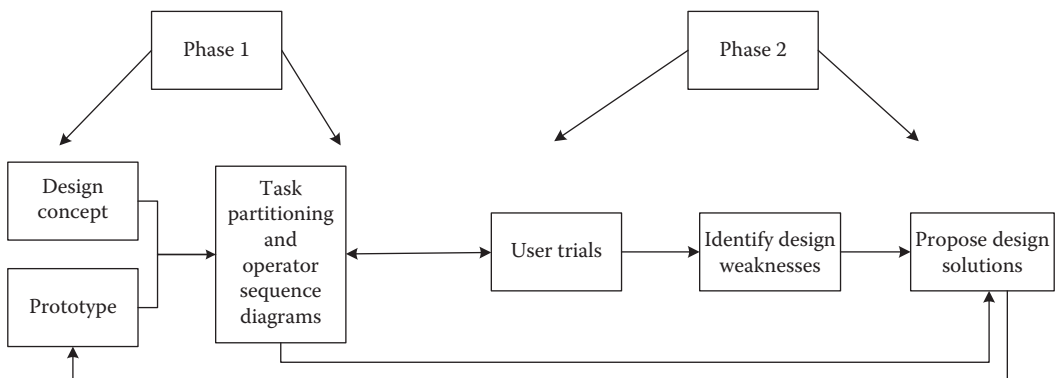 Phase 1
Phase 2
Design
concept
Prototype
Task
partitioning
and
operator
sequence
diagrams
User trials
Identify design
weaknesses
Propose design
solutions